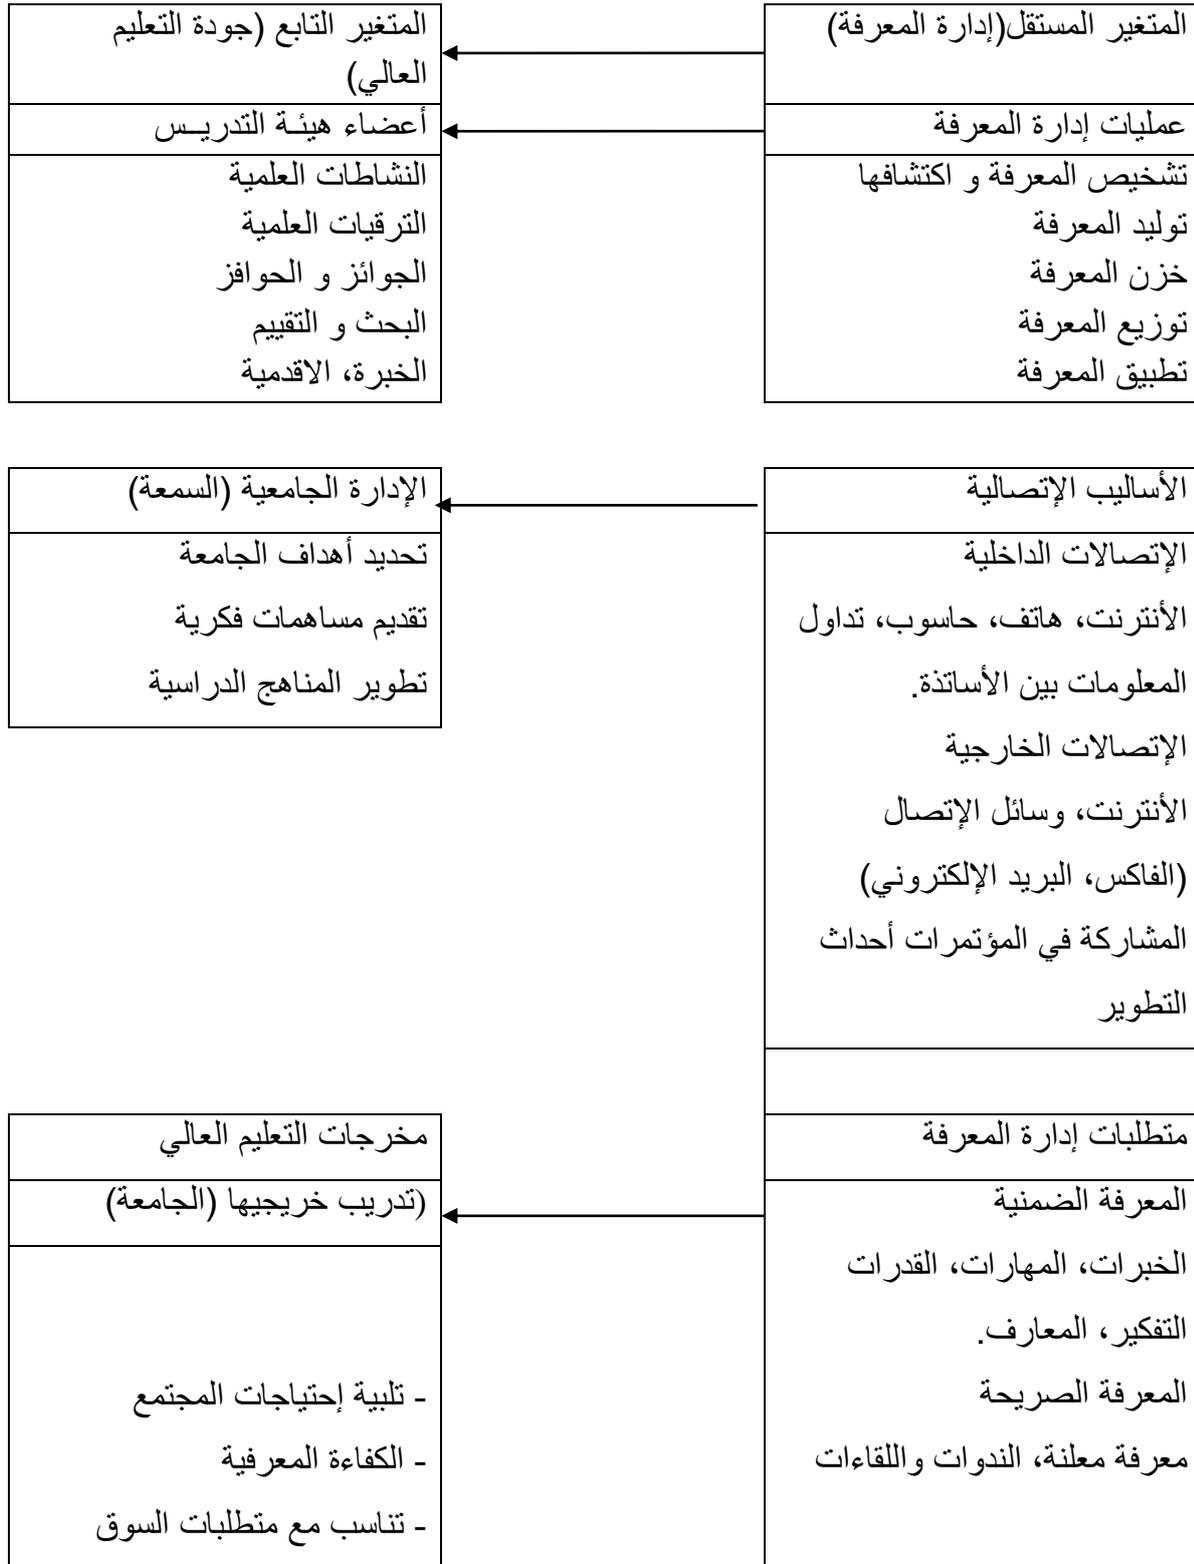 المتغير المستقل(إدارة المعرفة)
المتغير التابع (جودة التعليم
العالي)
عمليات إدارة المعرفة
أعضاء هيئة التدريس
تشخيص المعرفة و اكتشافها
توليد المعرفة
خزن المعرفة
توزيع المعرفة
تطبيق المعرفة
النشاطات العلمية
الترقيات العلمية
الجوائز و الحوافز
البحث و التقييم
الخبرة، الاقدمية
الأساليب الإتصالية
الإدارة الجامعية (السمعة)
الإتصالات الداخلية
الأنترنت، هاتف، حاسوب، تداول
المعلومات بين الأساتذة.
الإتصالات الخارجية
الأنترنت، وسائل الإتصال
(الفاكس، البريد الإلكتروني)
المشاركة في المؤتمرات أحداث
التطوير
تحديد أهداف الجامعة
تقديم مساهمات فكرية
تطوير المناهج الدراسية
متطلبات إدارة المعرفة
مخرجات التعليم العالي
(تدريب خريجيها (الجامعة)
المعرفة الضمنية
الخبرات، المهارات، القدرات
التفكير، المعارف.
المعرفة الصريحة
معرفة معلنة، الندوات واللقاءات
- تلبية إحتياجات المجتمع
- الكفاءة المعرفية
- تناسب مع متطلبات السوق